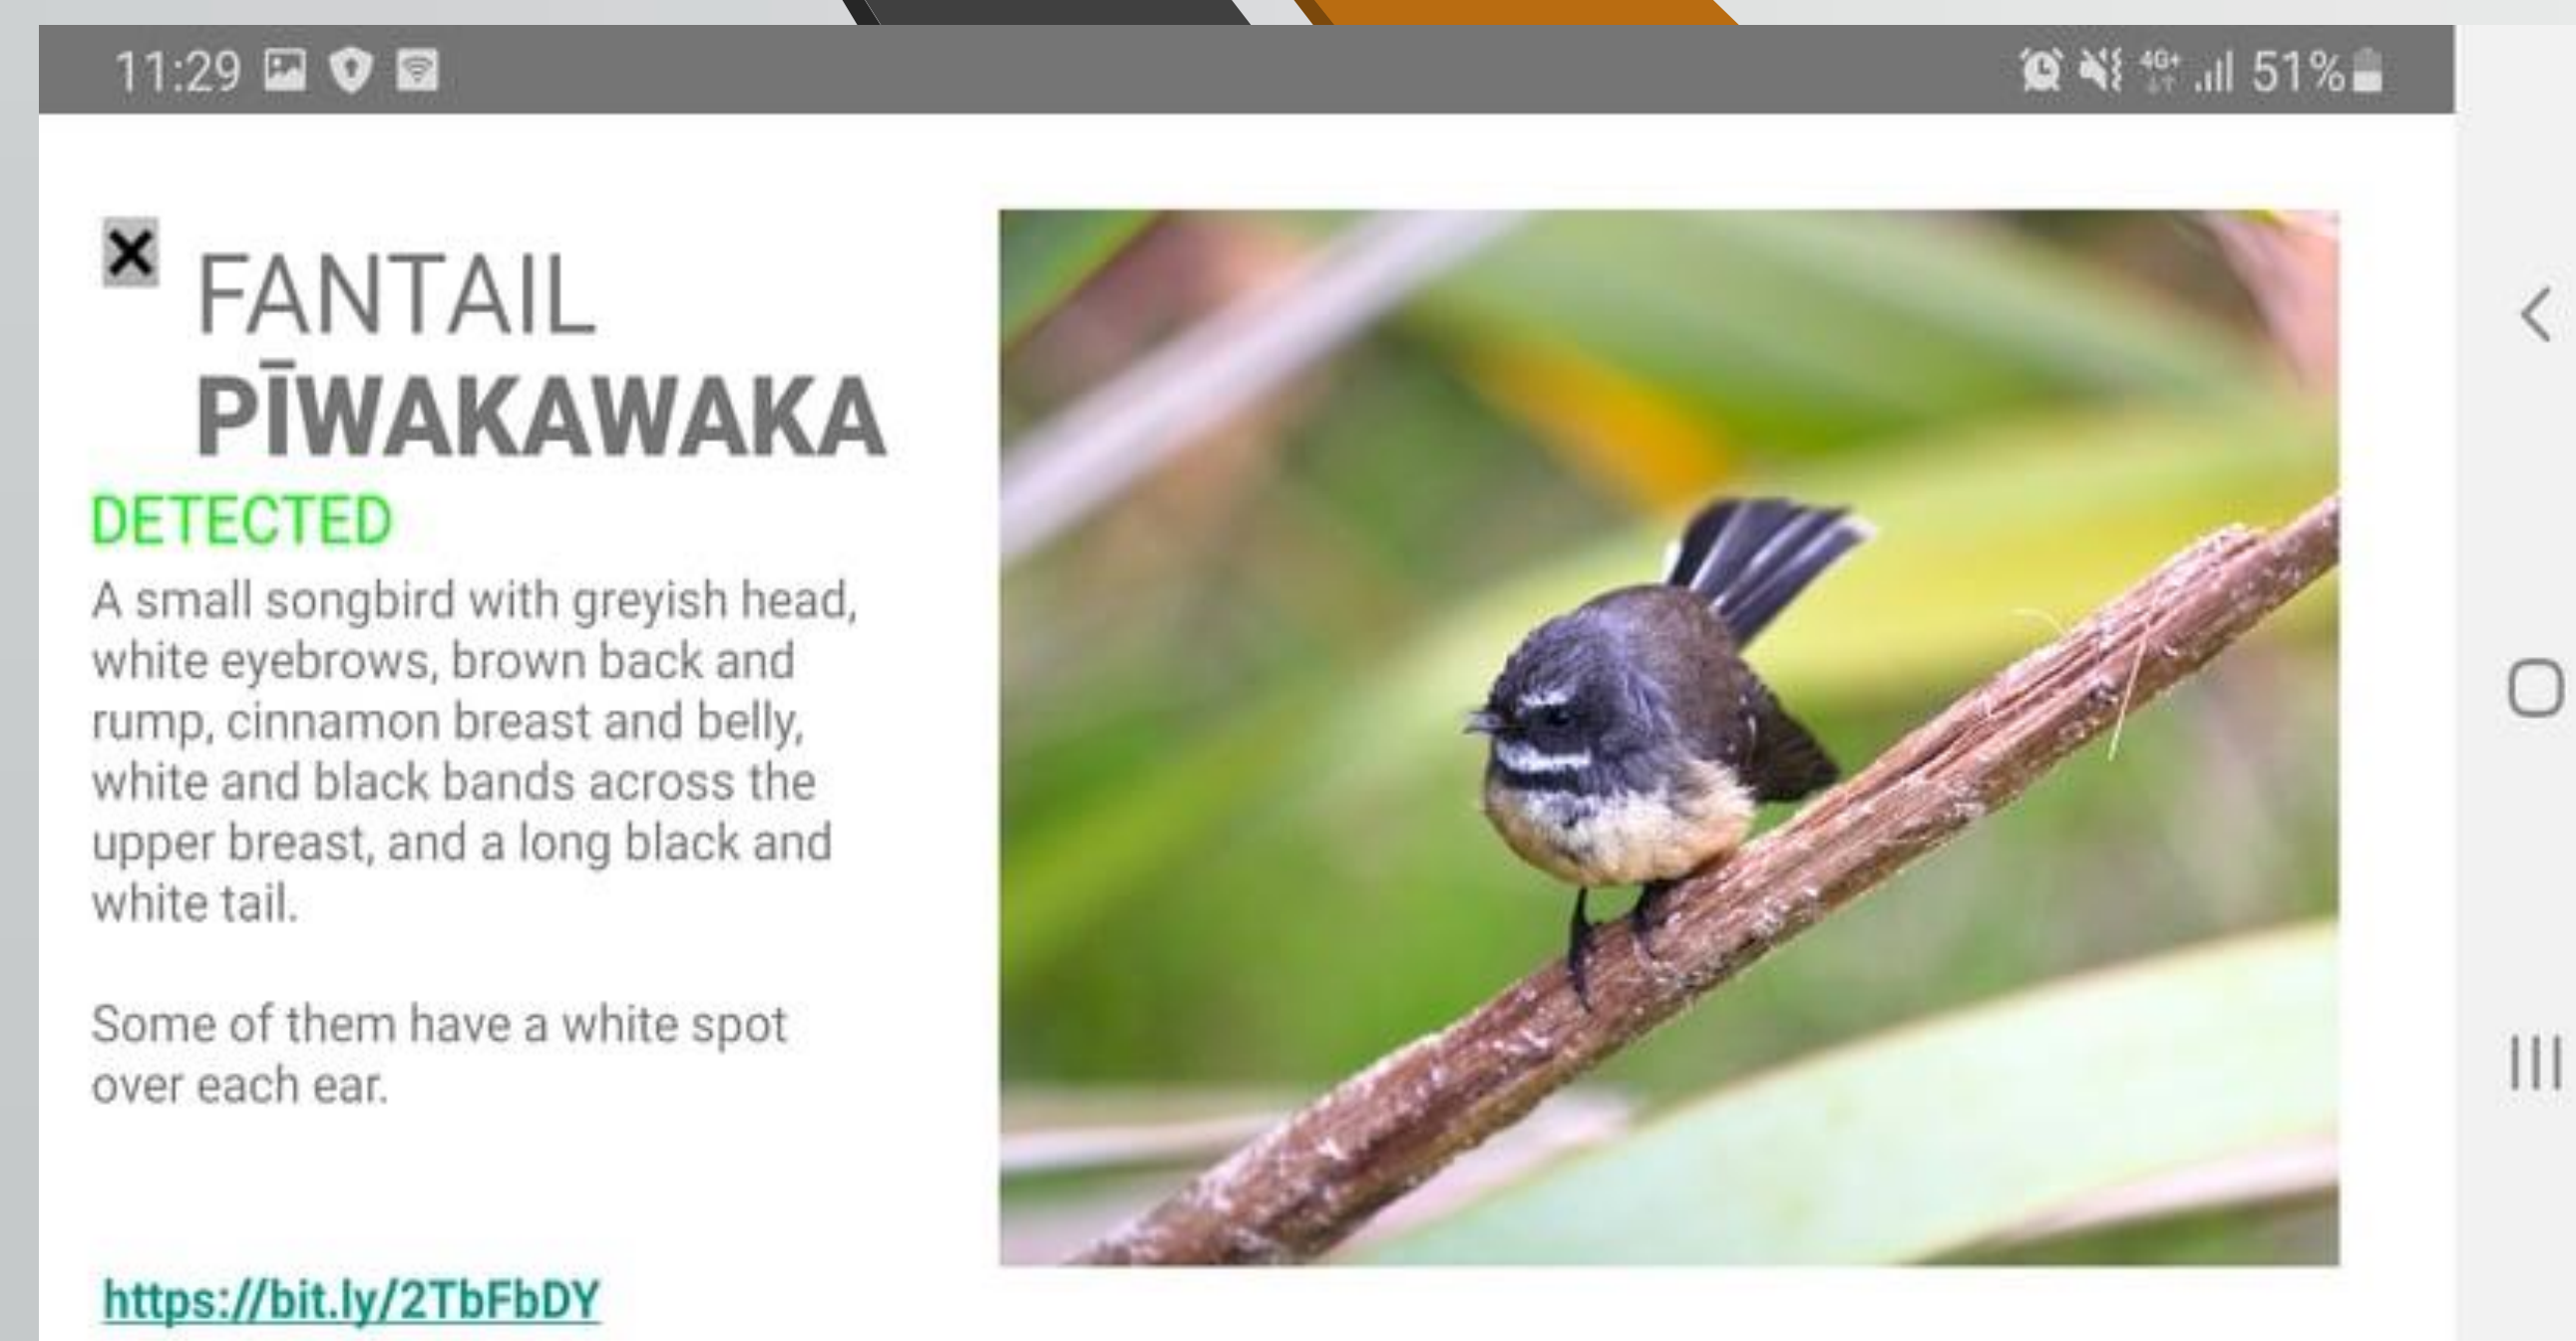 11:29
4G+ 51%
FANTAIL
PĪWAKAWAKA
DETECTED
A small songbird with greyish head,
white eyebrows, brown back and
rump, cinnamon breast and belly,
white and black bands across the
upper breast, and a long black and
white tail.
Some of them have a white spot
over each ear.
https://bit.ly/2TbFbDY